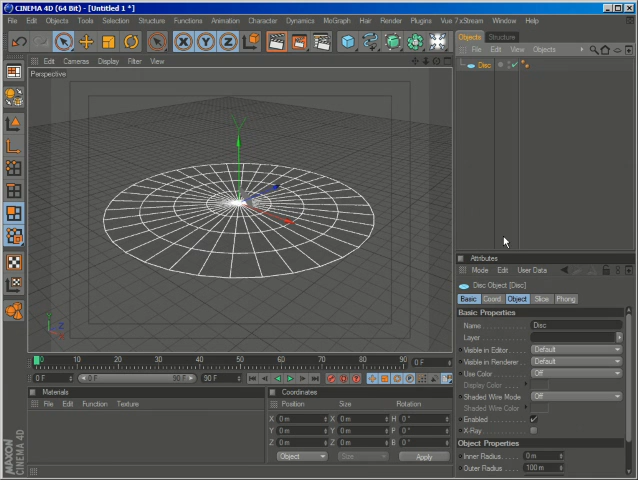 CINEMA 4D (64 Bit) - [Untitled 1 *]
File Edit Objects Tools Selection Structure Functions Animation Character Dynamics MoGraph Hair Render Plugins Vue 7xStream Window Help
Objects Structure
File Edit View Objects
Edit Cameras Display Filter View
Perspective
Disc
Y
X
Z
Attributes
Mode Edit User Data
Disc Object [Disc]
Basic Coord. Object Slice Phong
Basic Properties
Name Disc
Layer
Visible in Editor Default
Visible in Renderer Default
Use Color Off
Display Color
Shaded Wire Mode Off
Shaded Wire Color
Enabled
X-Ray
Object Properties
Inner Radius 0 m
Outer Radius 100 m
0 10 20 30 40 50 60 70 80 90 0 F
0 F 0 F 90 F 90 F
Materials
File Edit Function Texture
Coordinates
Position Size Rotation
X 0 m X 0 m H 0 °
Y 0 m Y 0 m P 0 °
Z 0 m Z 0 m B 0 °
Object Size Apply
MAXON
CINEMA 4D